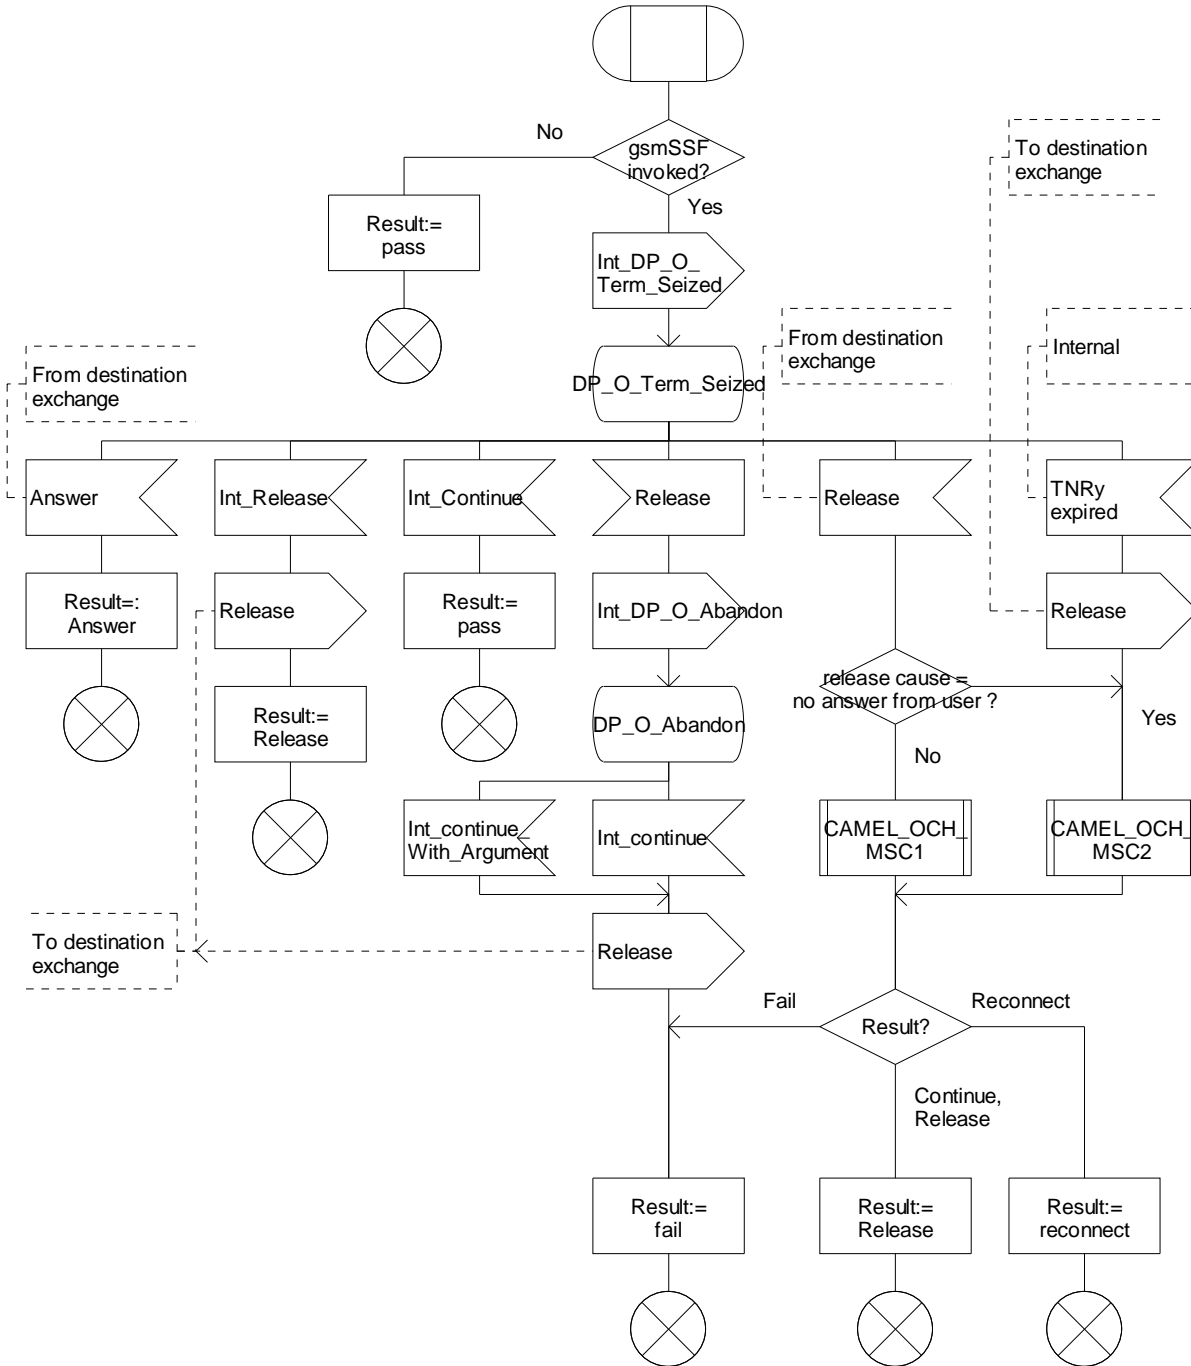 No
gsmSSF
invoked?
To destination
exchange
Yes
Result:=
pass
Int_DP_O_
Term_Seized
From destination
exchange
Internal
From destination
exchange
DP_O_Term_Seized
Answer
Int_Release
Int_Continue
Release
Release
TNRy
expired
Result=:
Answer
Release
Result:=
pass
Int_DP_O_Abandon
Release
release cause =
no answer from user ?
Result:=
Release
DP_O_Abandon
Yes
No
Int_continue_
With_Argument
Int_continue
CAMEL_OCH_
MSC1
CAMEL_OCH_
MSC2
To destination
exchange
Release
Fail
Reconnect
Result?
Continue,
Release
Result:=
fail
Result:=
Release
Result:=
reconnect